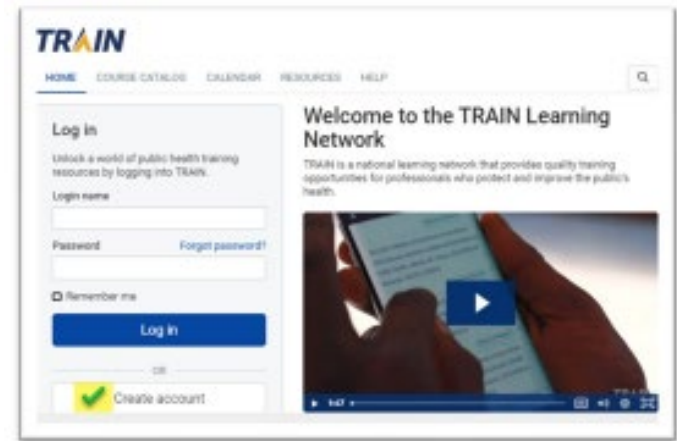 TRAIN
HOME COURSE CATALOG CALENDAR RESOURCES HELP
Log in
Unlock a world of public health training
resources by logging into TRAIN.
Login name
Password Forgot password?
Remember me
Log in
OR
Create account
Welcome to the TRAIN Learning
Network
TRAIN is a national learning network that provides quality training
opportunities for professionals who protect and improve the public's
health.
TRAIN